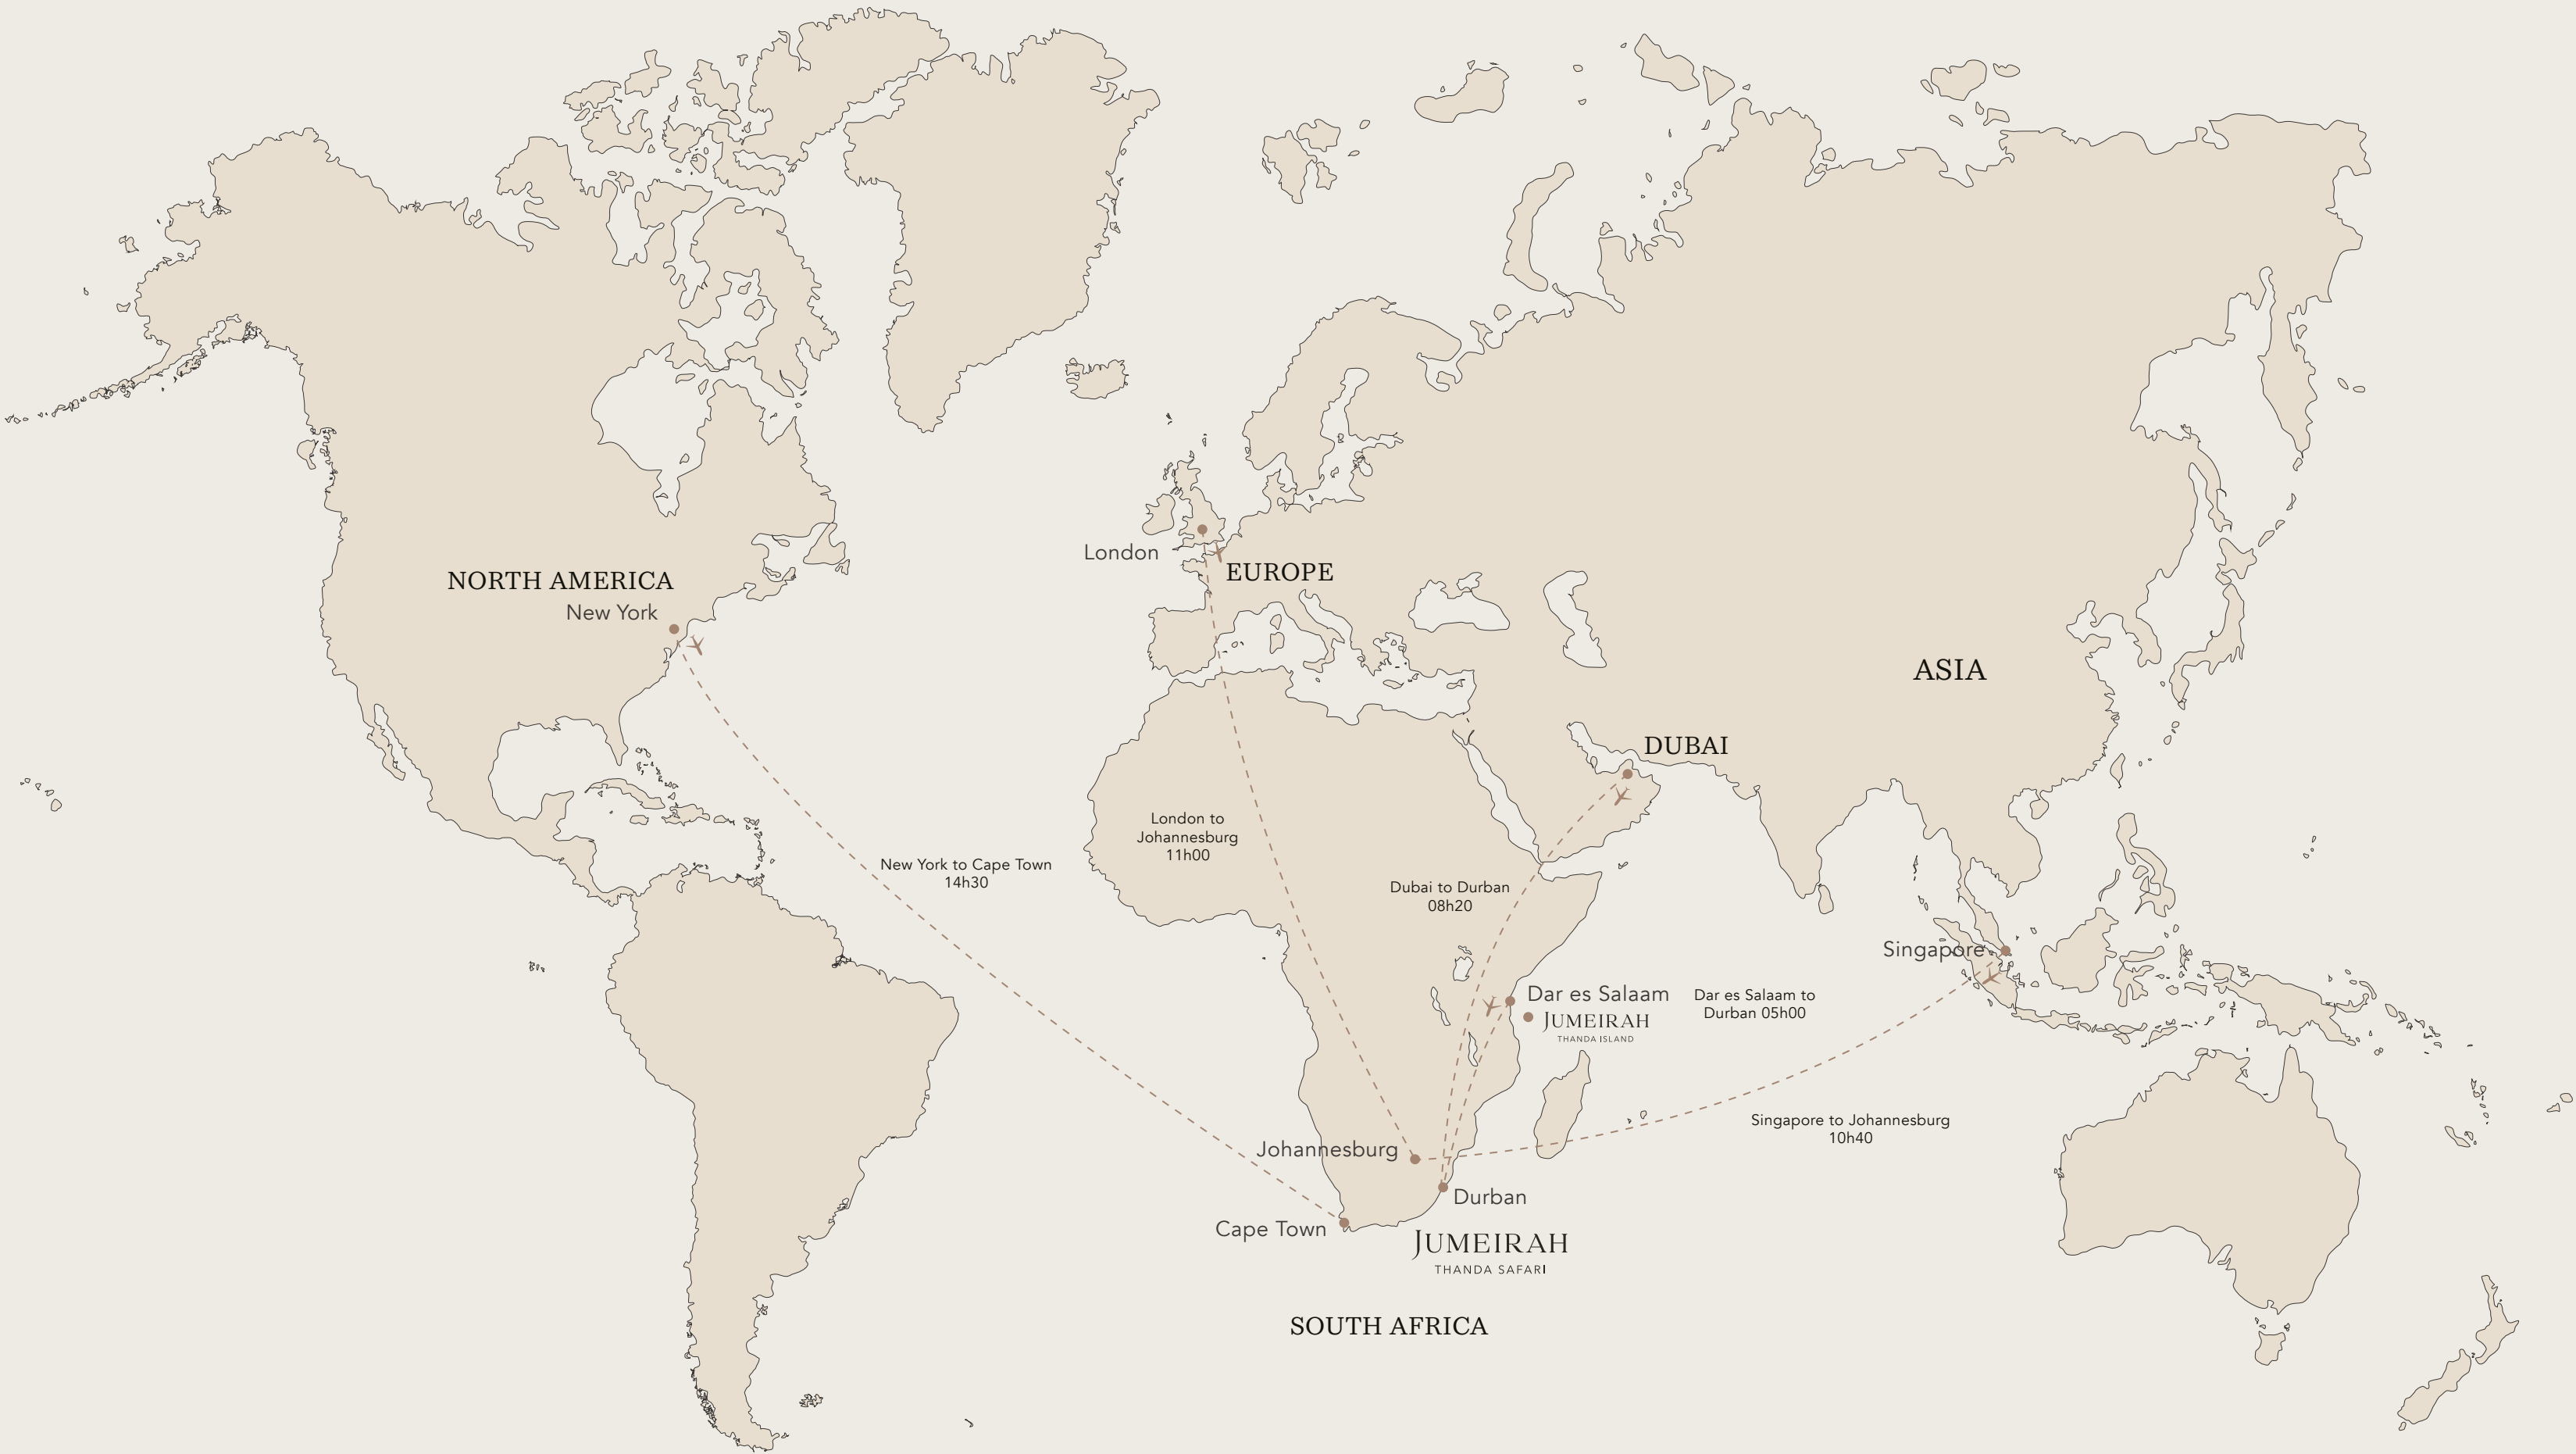 London
EUROPE
NORTH AMERICA
New York
ASIA
DUBAI
London to
Johannesburg
11h00
New York to Cape Town
14h30
Dubai to Durban
08h20
Singapore
Dar es Salaam
JUMEIRAH
THANDA ISLAND
Dar es Salaam to
Durban 05h00
Singapore to Johannesburg
10h40
Johannesburg
Durban
Cape Town
JUMEIRAH
THANDA SAFARI
SOUTH AFRICA